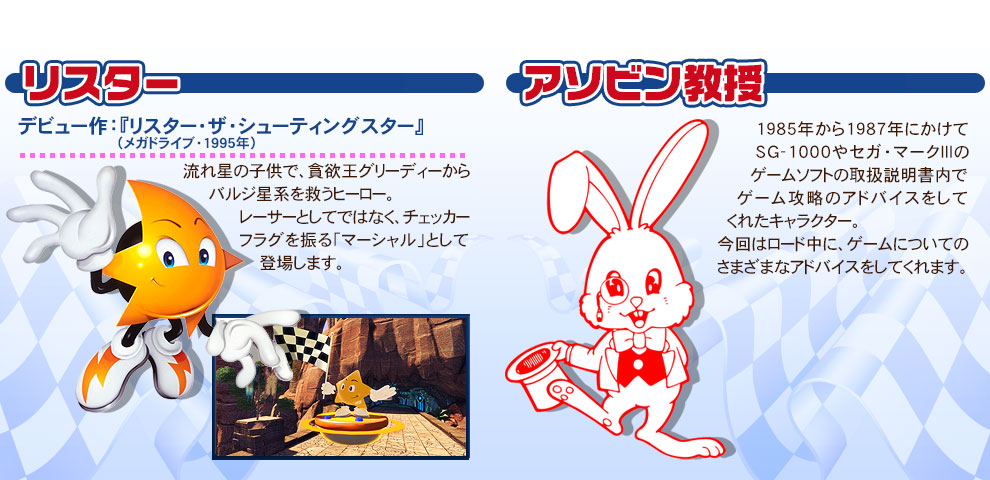 リスター
デビュー作：『リスター・ザ・シューティングスター』
（メガドライブ・1995年）
流れ星の子供で、貪欲王グリーディーから
バルジ星系を救うヒーロー。
レーサーとしてではなく、チェッカー
フラグを振る「マーシャル」として
登場します。
アソビン教授
1985年から1987年にかけて
SG-1000やセガ・マークIIIの
ゲームソフトの取扱説明書内で
ゲーム攻略のアドバイスをして
くれたキャラクター。
今回はロード中に、ゲームについての
さまざまなアドバイスをしてくれます。